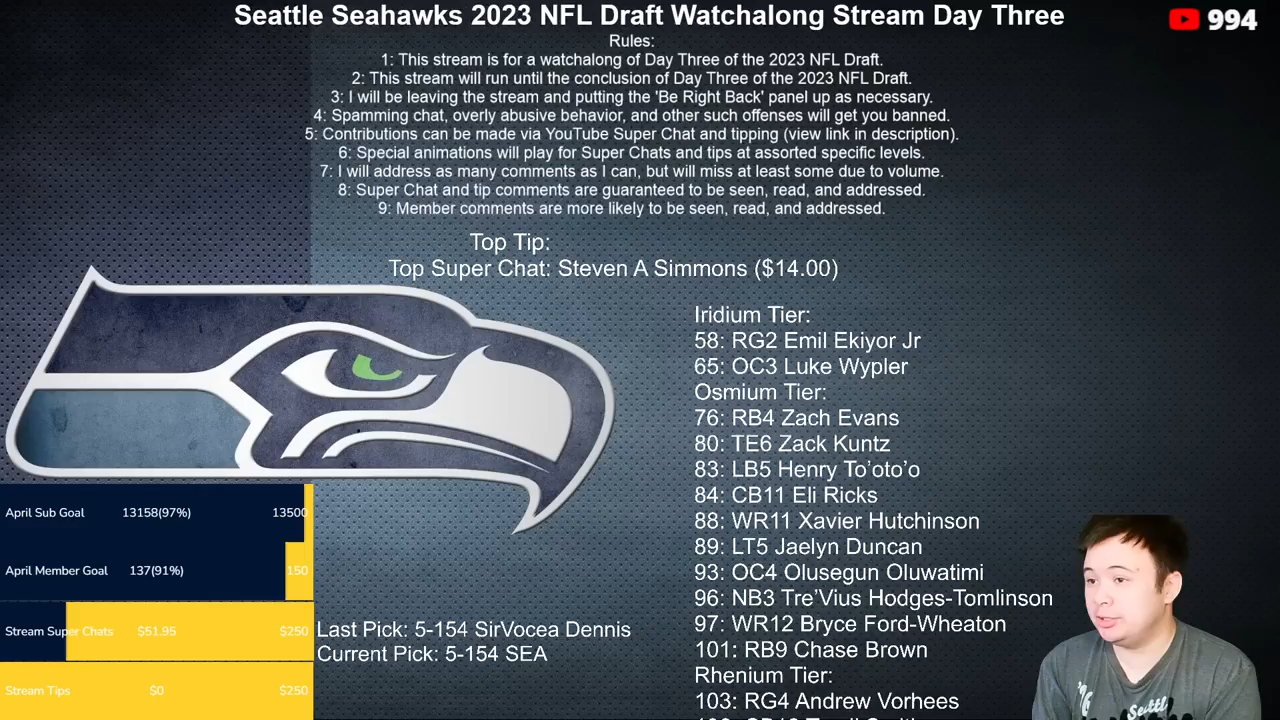 Seattle Seahawks 2023 NFL Draft Watchalong Stream Day Three
994
Rules:
1: This stream is for a watchalong of Day Three of the 2023 NFL Draft.
2: This stream will run until the conclusion of Day Three of the 2023 NFL Draft.
3: I will be leaving the stream and putting the 'Be Right Back' panel up as necessary.
4: Spamming chat, overly abusive behavior, and other such offenses will get you banned.
5: Contributions can be made via YouTube Super Chat and tipping (view link in description).
6: Special animations will play for Super Chats and tips at assorted specific levels.
7: I will address as many comments as I can, but will miss at least some due to volume.
8: Super Chat and tip comments are guaranteed to be seen, read, and addressed.
9: Member comments are more likely to be seen, read, and addressed.
Top Tip:
Top Super Chat: Steven A Simmons ($14.00)
Iridium Tier:
58: RG2 Emil Ekiyor Jr
65: OC3 Luke Wypler
Osmium Tier:
76: RB4 Zach Evans
80: TE6 Zack Kuntz
83: LB5 Henry To’oto’o
84: CB11 Eli Ricks
88: WR11 Xavier Hutchinson
89: LT5 Jaelyn Duncan
93: OC4 Olusegun Oluwatimi
96: NB3 Tre’Vius Hodges-Tomlinson
97: WR12 Bryce Ford-Wheaton
101: RB9 Chase Brown
Rhenium Tier:
103: RG4 Andrew Vorhees
April Sub Goal 13158(97%) 13500
April Member Goal 137(91%) 150
Stream Super Chats $51.95 $250
Stream Tips $0 $250
Last Pick: 5-154 SirVocea Dennis
Current Pick: 5-154 SEA
'96
Seattle